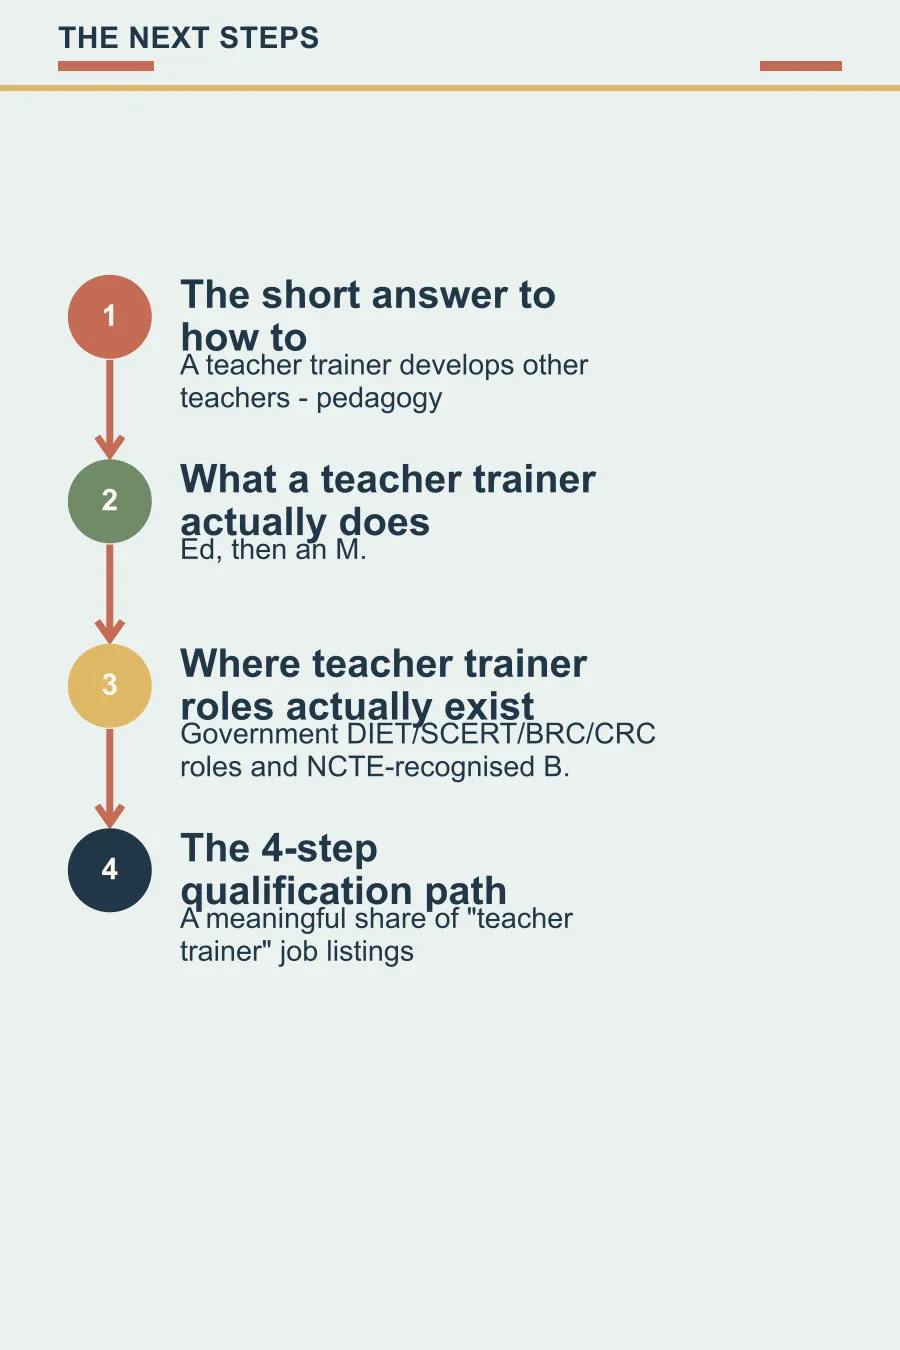 THE NEXT STEPS
1
The short answer to
how to
A teacher trainer develops other
teachers - pedagogy
2
What a teacher trainer
actually does
Ed, then an M.
3
Where teacher trainer
roles actually exist
Government DIET/SCERT/BRC/CRC
roles and NCTE-recognised B.
4
The 4-step
qualification path
A meaningful share of "teacher
trainer" job listings